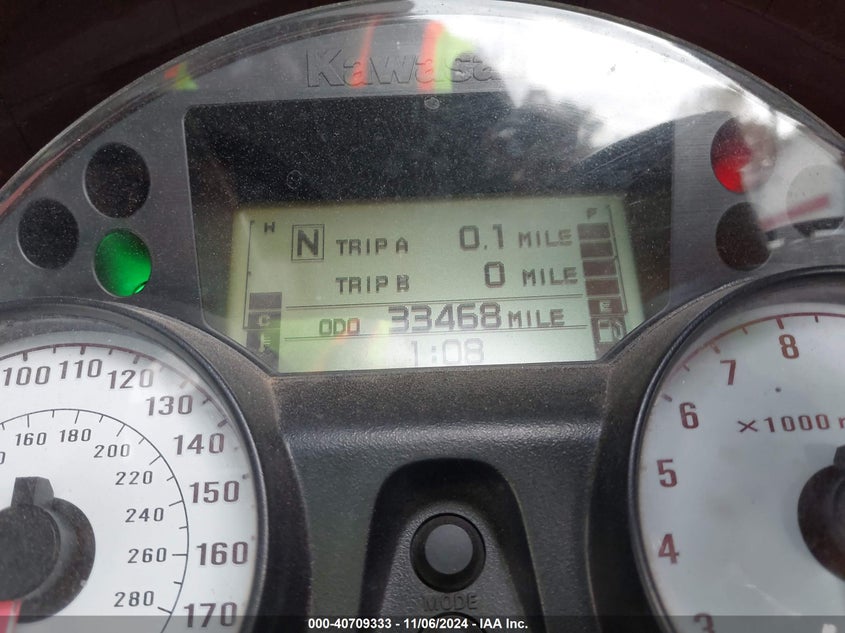 Kawasa
H N TRIP A 0.1 MILE F
TRIP B 0 MILE
C ODO 33468 MILE E
1:08
100 110 120 130 140 150 160 170
160 180 200 220 240 260 280
3 4 5 6 7 8
×1000 r
MODE
000-40709333 - 11/06/2024 - IAA Inc.